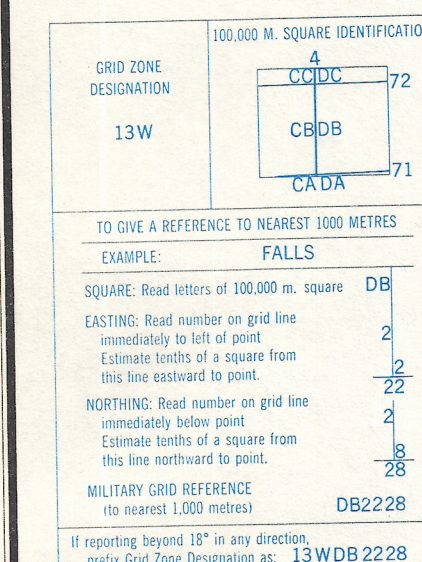 100,000 M. SQUARE IDENTIFICATIO
GRID ZONE
DESIGNATION
13W
4
CC DC
72
CB DB
71
CA DA
TO GIVE A REFERENCE TO NEAREST 1000 METRES
EXAMPLE: FALLS
SQUARE: Read letters of 100,000 m. square DB
EASTING: Read number on grid line
immediately to left of point 2
Estimate tenths of a square from
this line eastward to point. 2
22
NORTHING: Read number on grid line
immediately below point 2
Estimate tenths of a square from
this line northward to point. 8
28
MILITARY GRID REFERENCE
(to nearest 1,000 metres) DB2228
If reporting beyond 18° in any direction,
prefix Grid Zone Designation as: 13WDB2228